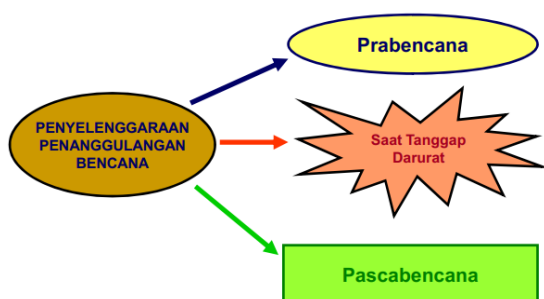 PENYELENGGARAAN
PENANGGULANGAN
BENCANA
Prabencana
Saat Tanggap
Darurat
Pascabencana